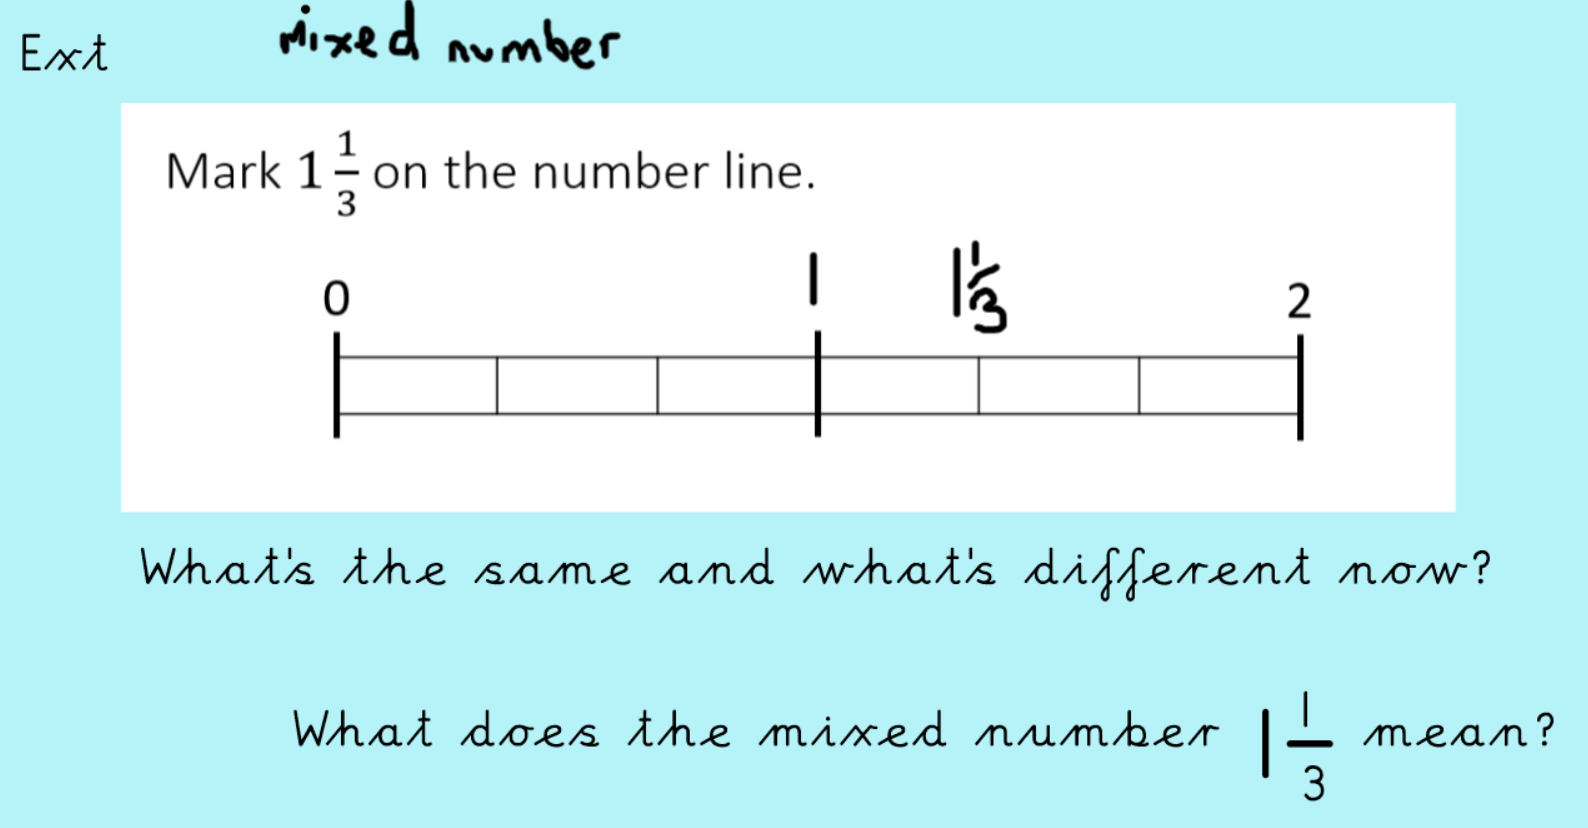 Ext mixed number
Mark 1 1/3 on the number line.
0 1 1 1/3 2
What's the same and what's different now?
What does the mixed number 1 1/3 mean?